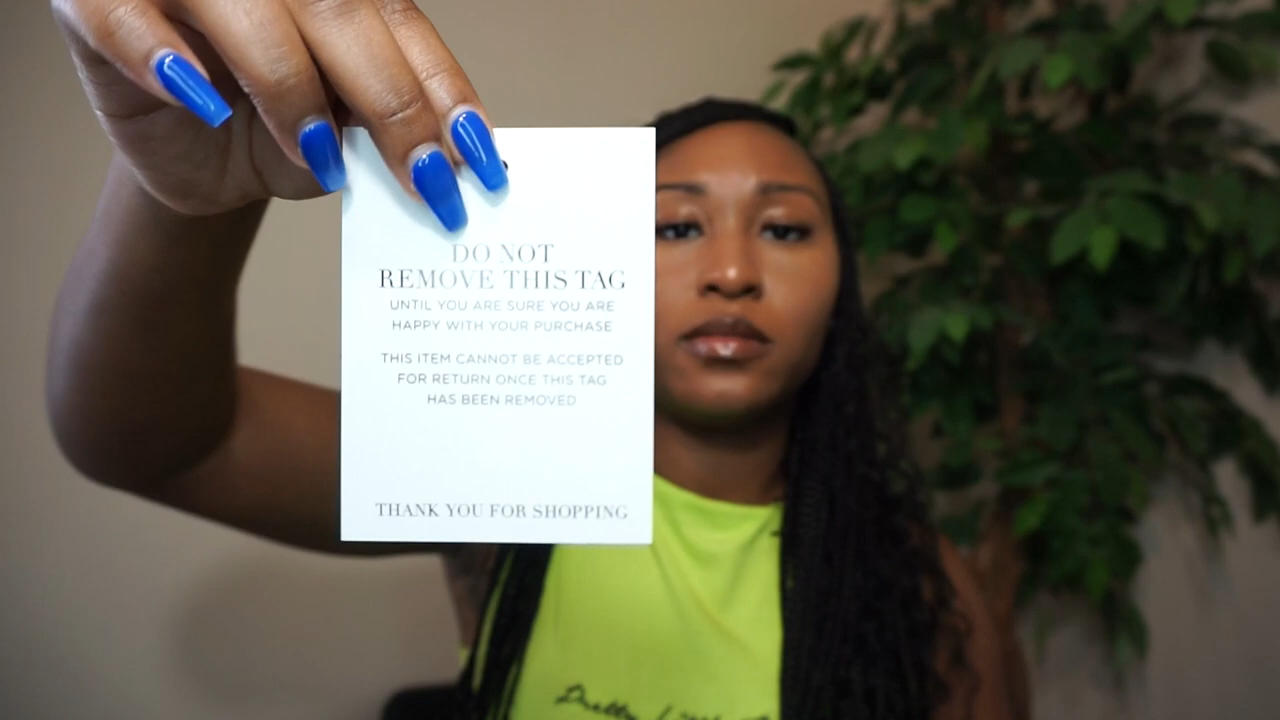 DO NOT
REMOVE THIS TAG
UNTIL YOU ARE SURE YOU ARE
HAPPY WITH YOUR PURCHASE
THIS ITEM CANNOT BE ACCEPTED
FOR RETURN ONCE THIS TAG
HAS BEEN REMOVED
THANK YOU FOR SHOPPING
Pretty